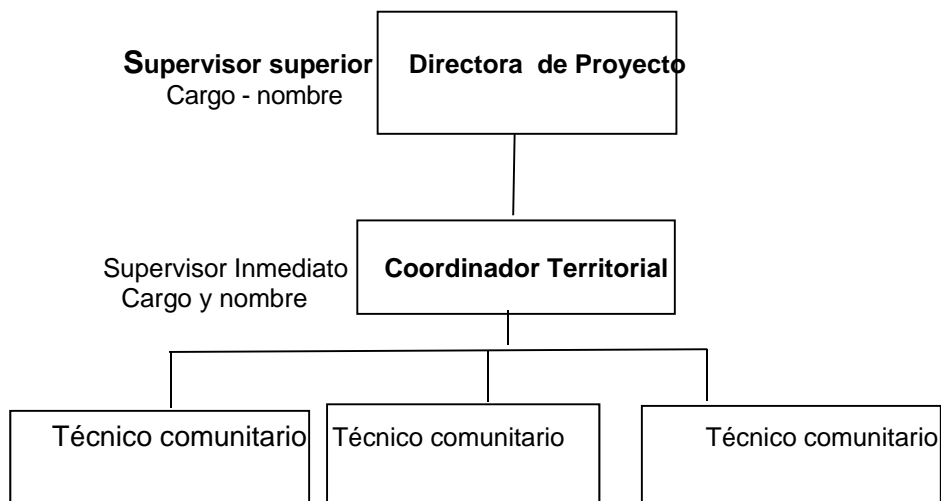 Supervisor superior
Directora de Proyecto
Cargo - nombre
Supervisor Inmediato
Coordinador Territorial
Cargo y nombre
Técnico comunitario
Técnico comunitario
Técnico comunitario